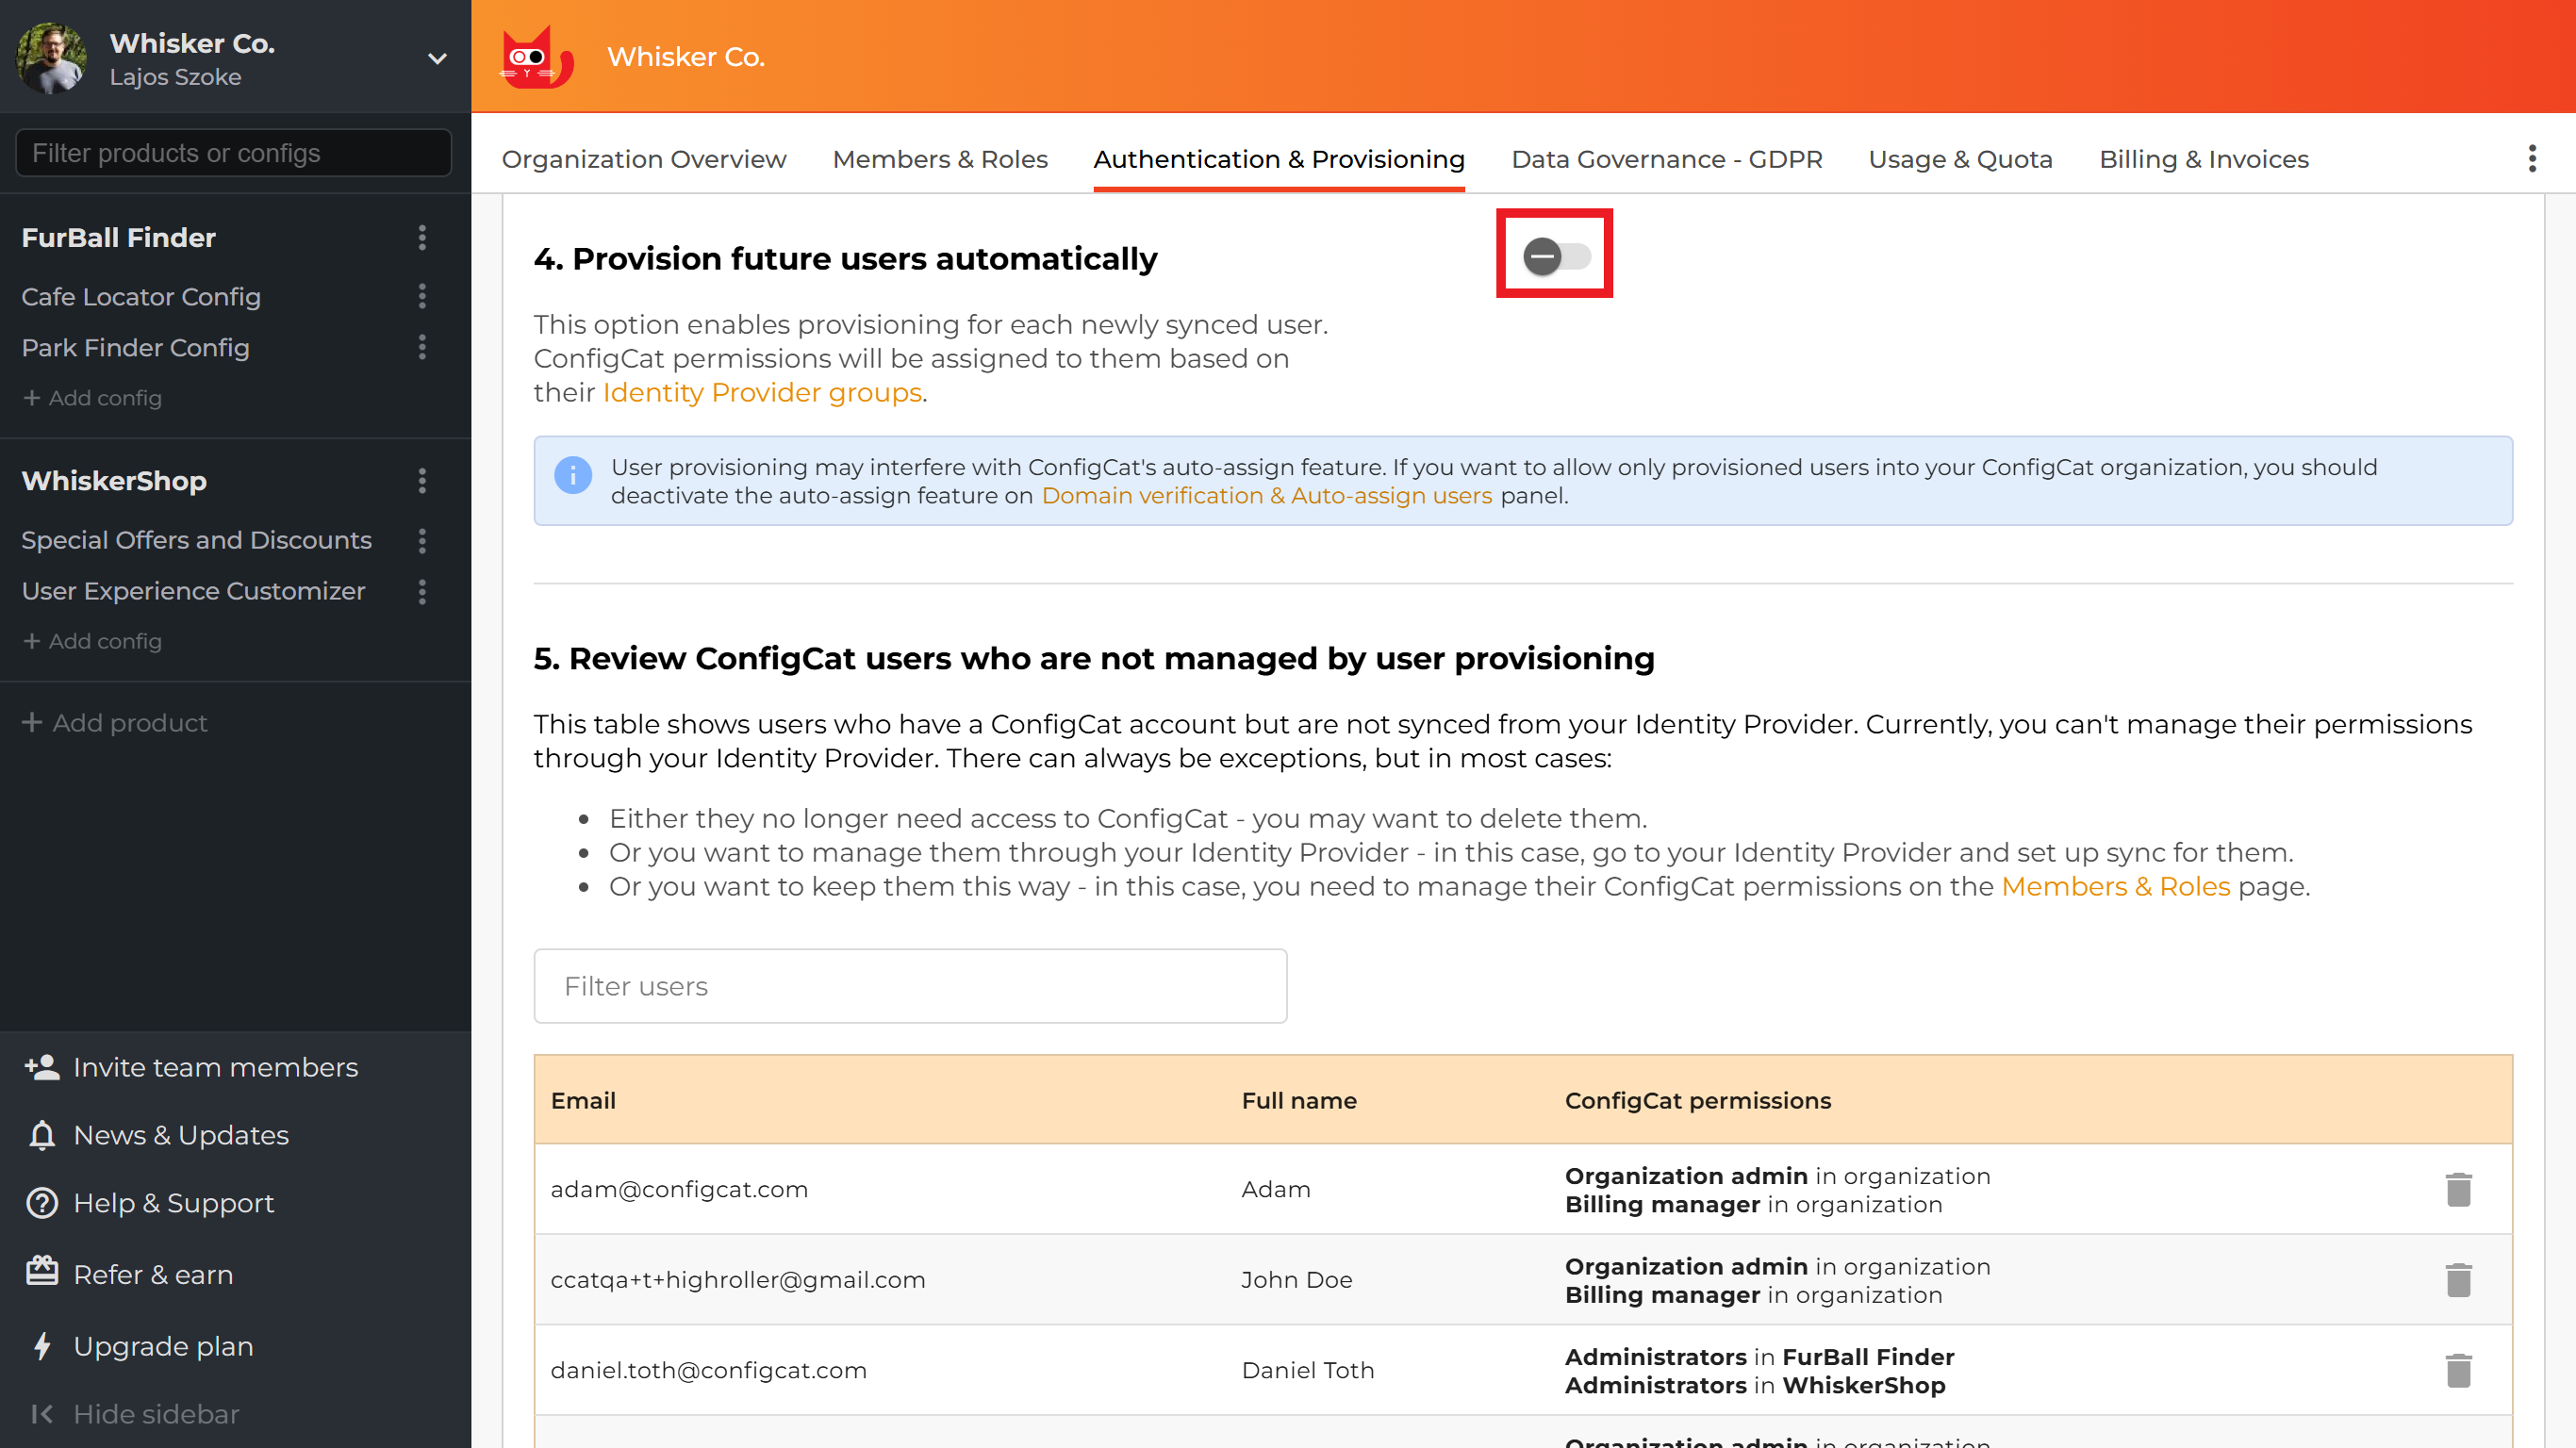 Whisker Co.
Lajos Szoke
Filter products or configs
FurBall Finder
Cafe Locator Config
Park Finder Config
+ Add config
WhiskerShop
Special Offers and Discounts
User Experience Customizer
+ Add config
+ Add product
Invite team members
News & Updates
Help & Support
Refer & earn
Upgrade plan
Hide sidebar
Whisker Co.
Organization Overview
Members & Roles
Authentication & Provisioning
Data Governance - GDPR
Usage & Quota
Billing & Invoices
4. Provision future users automatically
This option enables provisioning for each newly synced user.
ConfigCat permissions will be assigned to them based on
their Identity Provider groups.
User provisioning may interfere with ConfigCat's auto-assign feature. If you want to allow only provisioned users into your ConfigCat organization, you should
deactivate the auto-assign feature on Domain verification & Auto-assign users panel.
5. Review ConfigCat users who are not managed by user provisioning
This table shows users who have a ConfigCat account but are not synced from your Identity Provider. Currently, you can't manage their permissions
through your Identity Provider. There can always be exceptions, but in most cases:
• Either they no longer need access to ConfigCat - you may want to delete them.
• Or you want to manage them through your Identity Provider - in this case, go to your Identity Provider and set up sync for them.
• Or you want to keep them this way - in this case, you need to manage their ConfigCat permissions on the Members & Roles page.
Filter users
Email Full name ConfigCat permissions
adam@configcat.com Adam Organization admin in organization
Billing manager in organization
ccatqa+t+highroller@gmail.com John Doe Organization admin in organization
Billing manager in organization
daniel.toth@configcat.com Daniel Toth Administrators in FurBall Finder
Administrators in WhiskerShop
Organization admin in organization